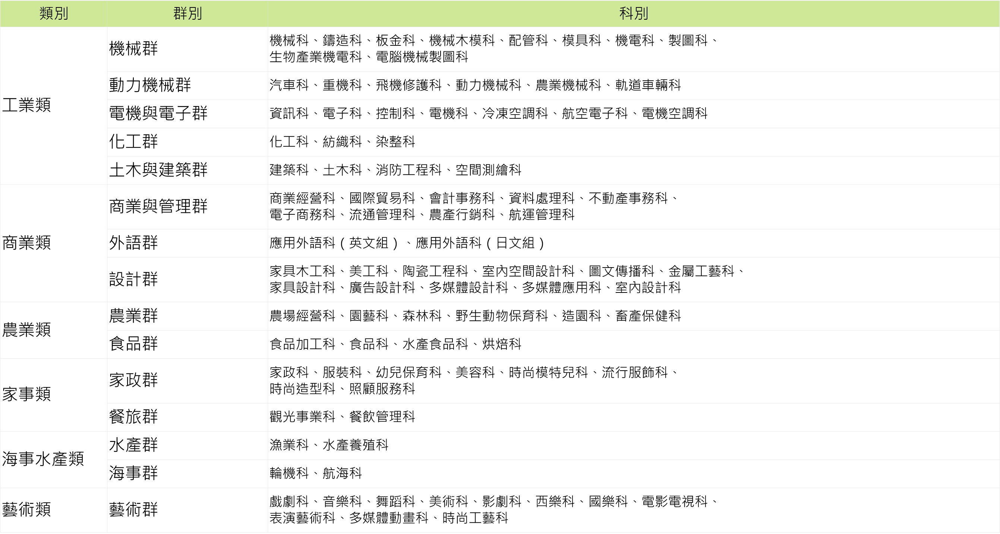 類別 群別 科別
工業類
機械群
機械科、鑄造科、板金科、機械木模科、配管科、模具科、機電科、製圖科、
生物產業機電科、電腦機械製圖科
動力機械群
汽車科、重機科、飛機修護科、動力機械科、農業機械科、軌道車輛科
電機與電子群
資訊科、電子科、控制科、電機科、冷凍空調科、航空電子科、電機空調科
化工群
化工科、紡織科、染整科
土木與建築群
建築科、土木科、消防工程科、空間測繪科
商業類
商業與管理群
商業經營科、國際貿易科、會計事務科、資料處理科、不動產事務科、
電子商務科、流通管理科、農產行銷科、航運管理科
外語群
應用外語科(英文組)、應用外語科(日文組)
設計群
家具木工科、美工科、陶瓷工程科、室內空間設計科、圖文傳播科、金屬工藝科、
家具設計科、廣告設計科、多媒體設計科、多媒體應用科、室內設計科
農業類
農業群
農場經營科、園藝科、森林科、野生動物保育科、造園科、畜產保健科
食品群
食品加工科、食品科、水產食品科、烘焙科
家事類
家政群
家政科、服裝科、幼兒保育科、美容科、時尚模特兒科、流行服飾科、
時尚造型科、照顧服務科
餐旅群
觀光事業科、餐飲管理科
海事水產類
水產群
漁業科、水產養殖科
海事群
輪機科、航海科
藝術類
藝術群
戲劇科、音樂科、舞蹈科、美術科、影劇科、西樂科、國樂科、電影電視科、
表演藝術科、多媒體動畫科、時尚工藝科